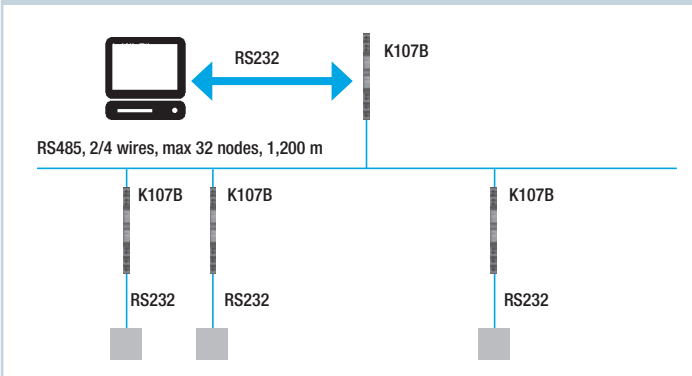 RS232
K107B
RS485, 2/4 wires, max 32 nodes, 1,200 m
K107B
K107B
K107B
RS232
RS232
RS232